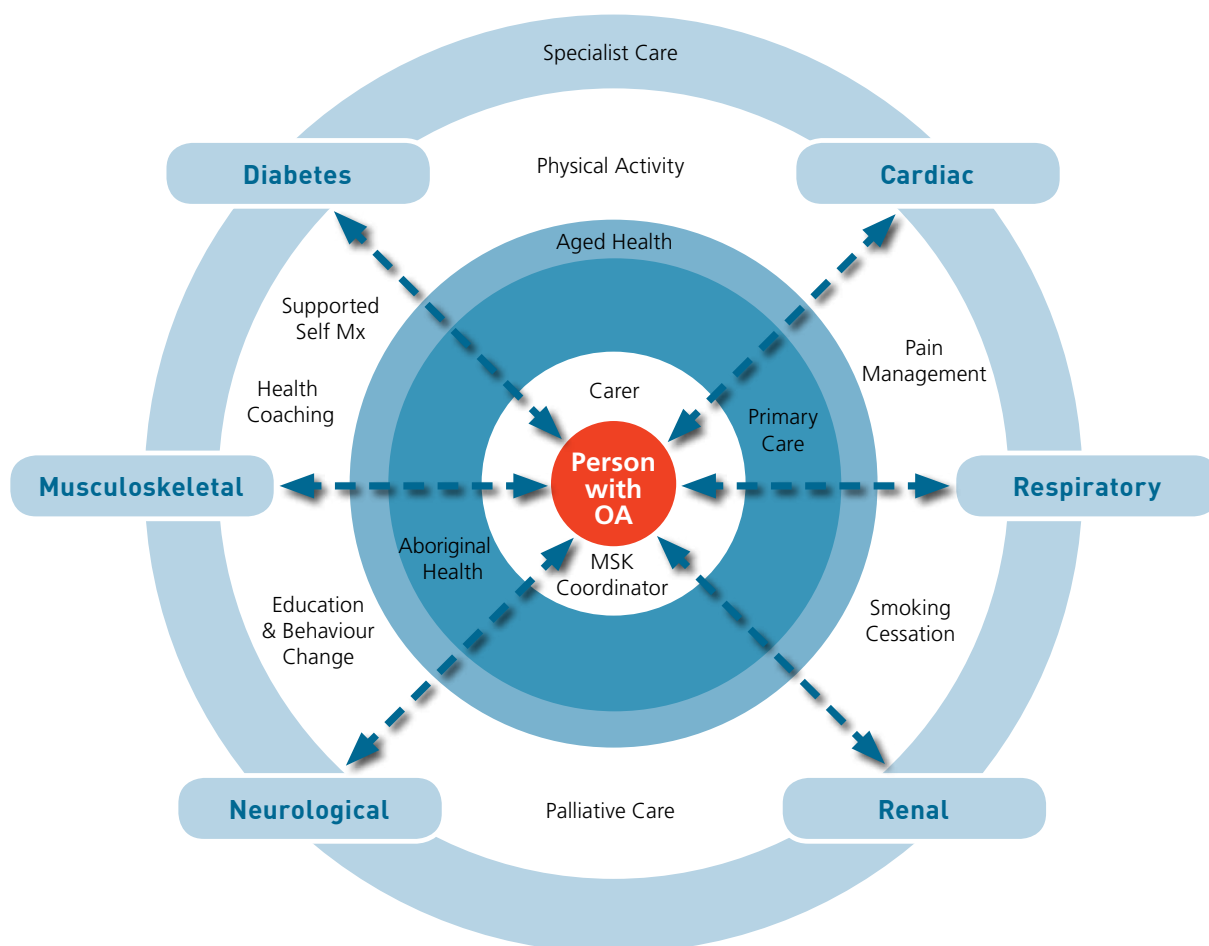 Specialist Care
Physical Activity
Diabetes
Cardiac
Aged Health
Supported
Self Mx
Pain
Management
Health
Coaching
Carer
Primary
Care
Musculoskeletal
Person
with
OA
Respiratory
Aboriginal
Health
MSK
Coordinator
Education
& Behaviour
Change
Smoking
Cessation
Neurological
Palliative Care
Renal